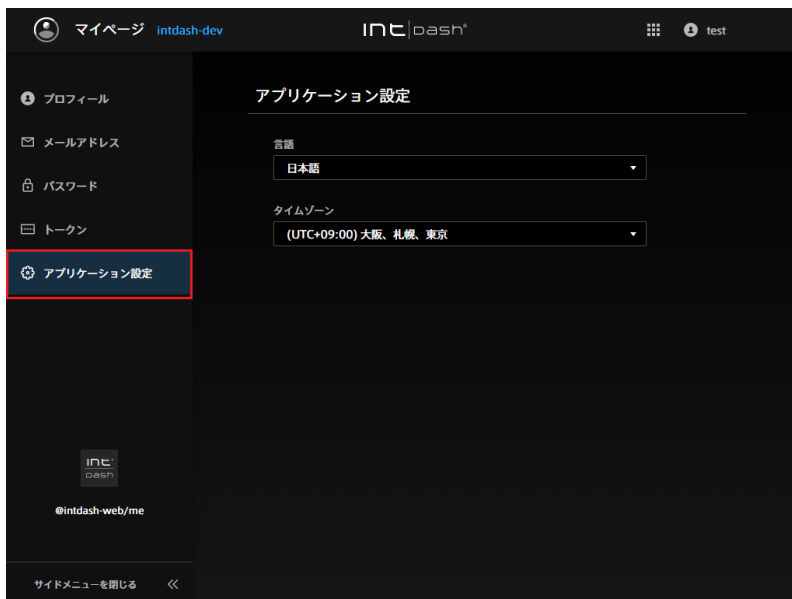 マイページ intdash-dev
INT|DASH®
test
プロフィール
メールアドレス
パスワード
トークン
アプリケーション設定
アプリケーション設定
言語
日本語
タイムゾーン
(UTC+09:00) 大阪、札幌、東京
INT
DASH
@intdash-web/me
サイドメニューを閉じる